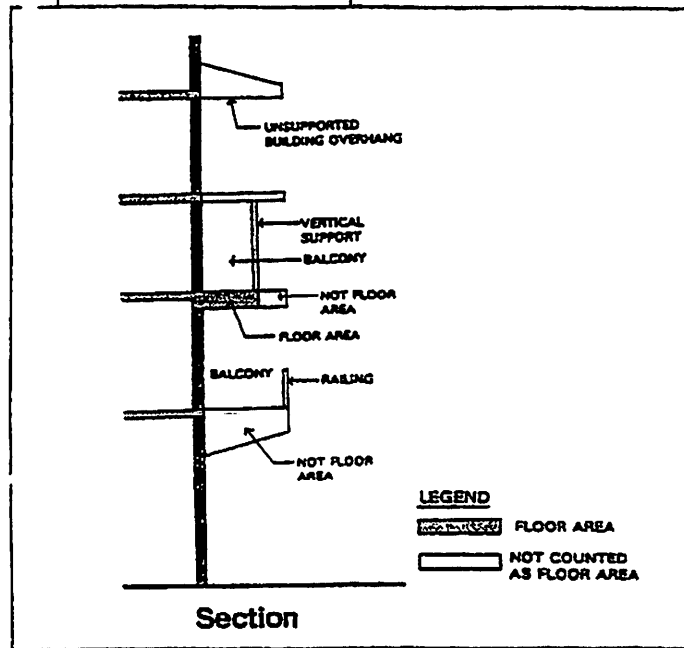 UNSUPPORTED
BUILDING OVERHANG
VERTICAL
SUPPORT
BALCONY
NOT FLOOR
AREA
FLOOR AREA
BALCONY
RAILING
NOT FLOOR
AREA
LEGEND
FLOOR AREA
NOT COUNTED
AS FLOOR AREA
Section